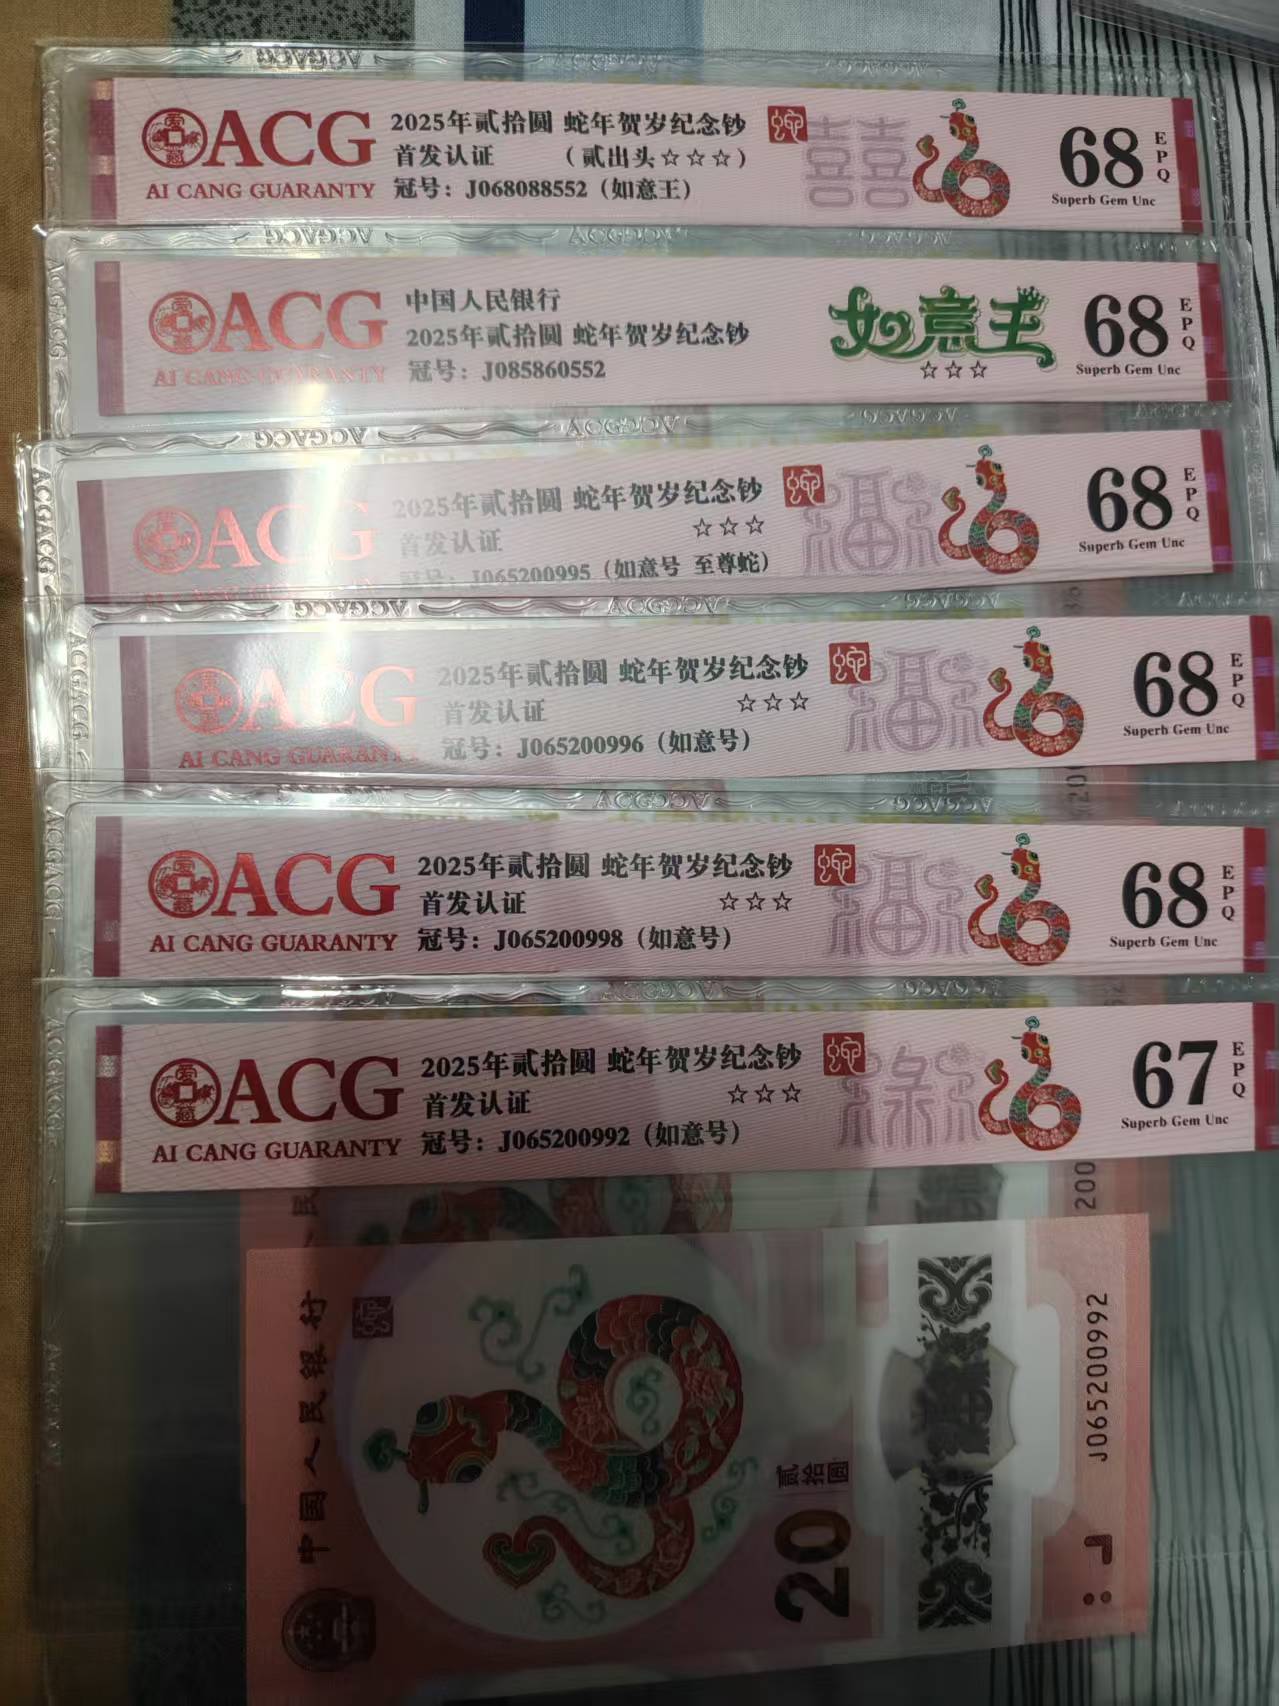 ACG
AI CANG GUARANTY
2025年贰拾圆 蛇年贺岁纪念钞
首发认证 (贰出头☆☆☆)
冠号：J068088552（如意王）
蛇
囍
68
EPQ
Superb Gem Unc
ACGACG
ACG
AI CANG GUARANTY
中国人民银行
2025年贰拾圆 蛇年贺岁纪念钞
冠号：J085860552
如意王
☆☆☆
68
EPQ
Superb Gem Unc
ACGACG
ACG
2025年贰拾圆 蛇年贺岁纪念钞
首发认证 ☆☆☆
冠号：J065200995（如意号 至尊蛇）
蛇
福
68
EPQ
Superb Gem Unc
ACGACG
ACG
AI CANG GUARANTY
2025年贰拾圆 蛇年贺岁纪念钞
首发认证 ☆☆☆
冠号：J065200996（如意号）
蛇
福
68
EPQ
Superb Gem Unc
ACG
AI CANG GUARANTY
2025年贰拾圆 蛇年贺岁纪念钞
首发认证 ☆☆☆
冠号：J065200998（如意号）
蛇
福
68
EPQ
Superb Gem Unc
ACG
AI CANG GUARANTY
2025年贰拾圆 蛇年贺岁纪念钞
首发认证 ☆☆☆
冠号：J065200992（如意号）
蛇
禄
67
EPQ
Superb Gem Unc
中国人民银行
蛇
20
贰拾圆
J065200992
200